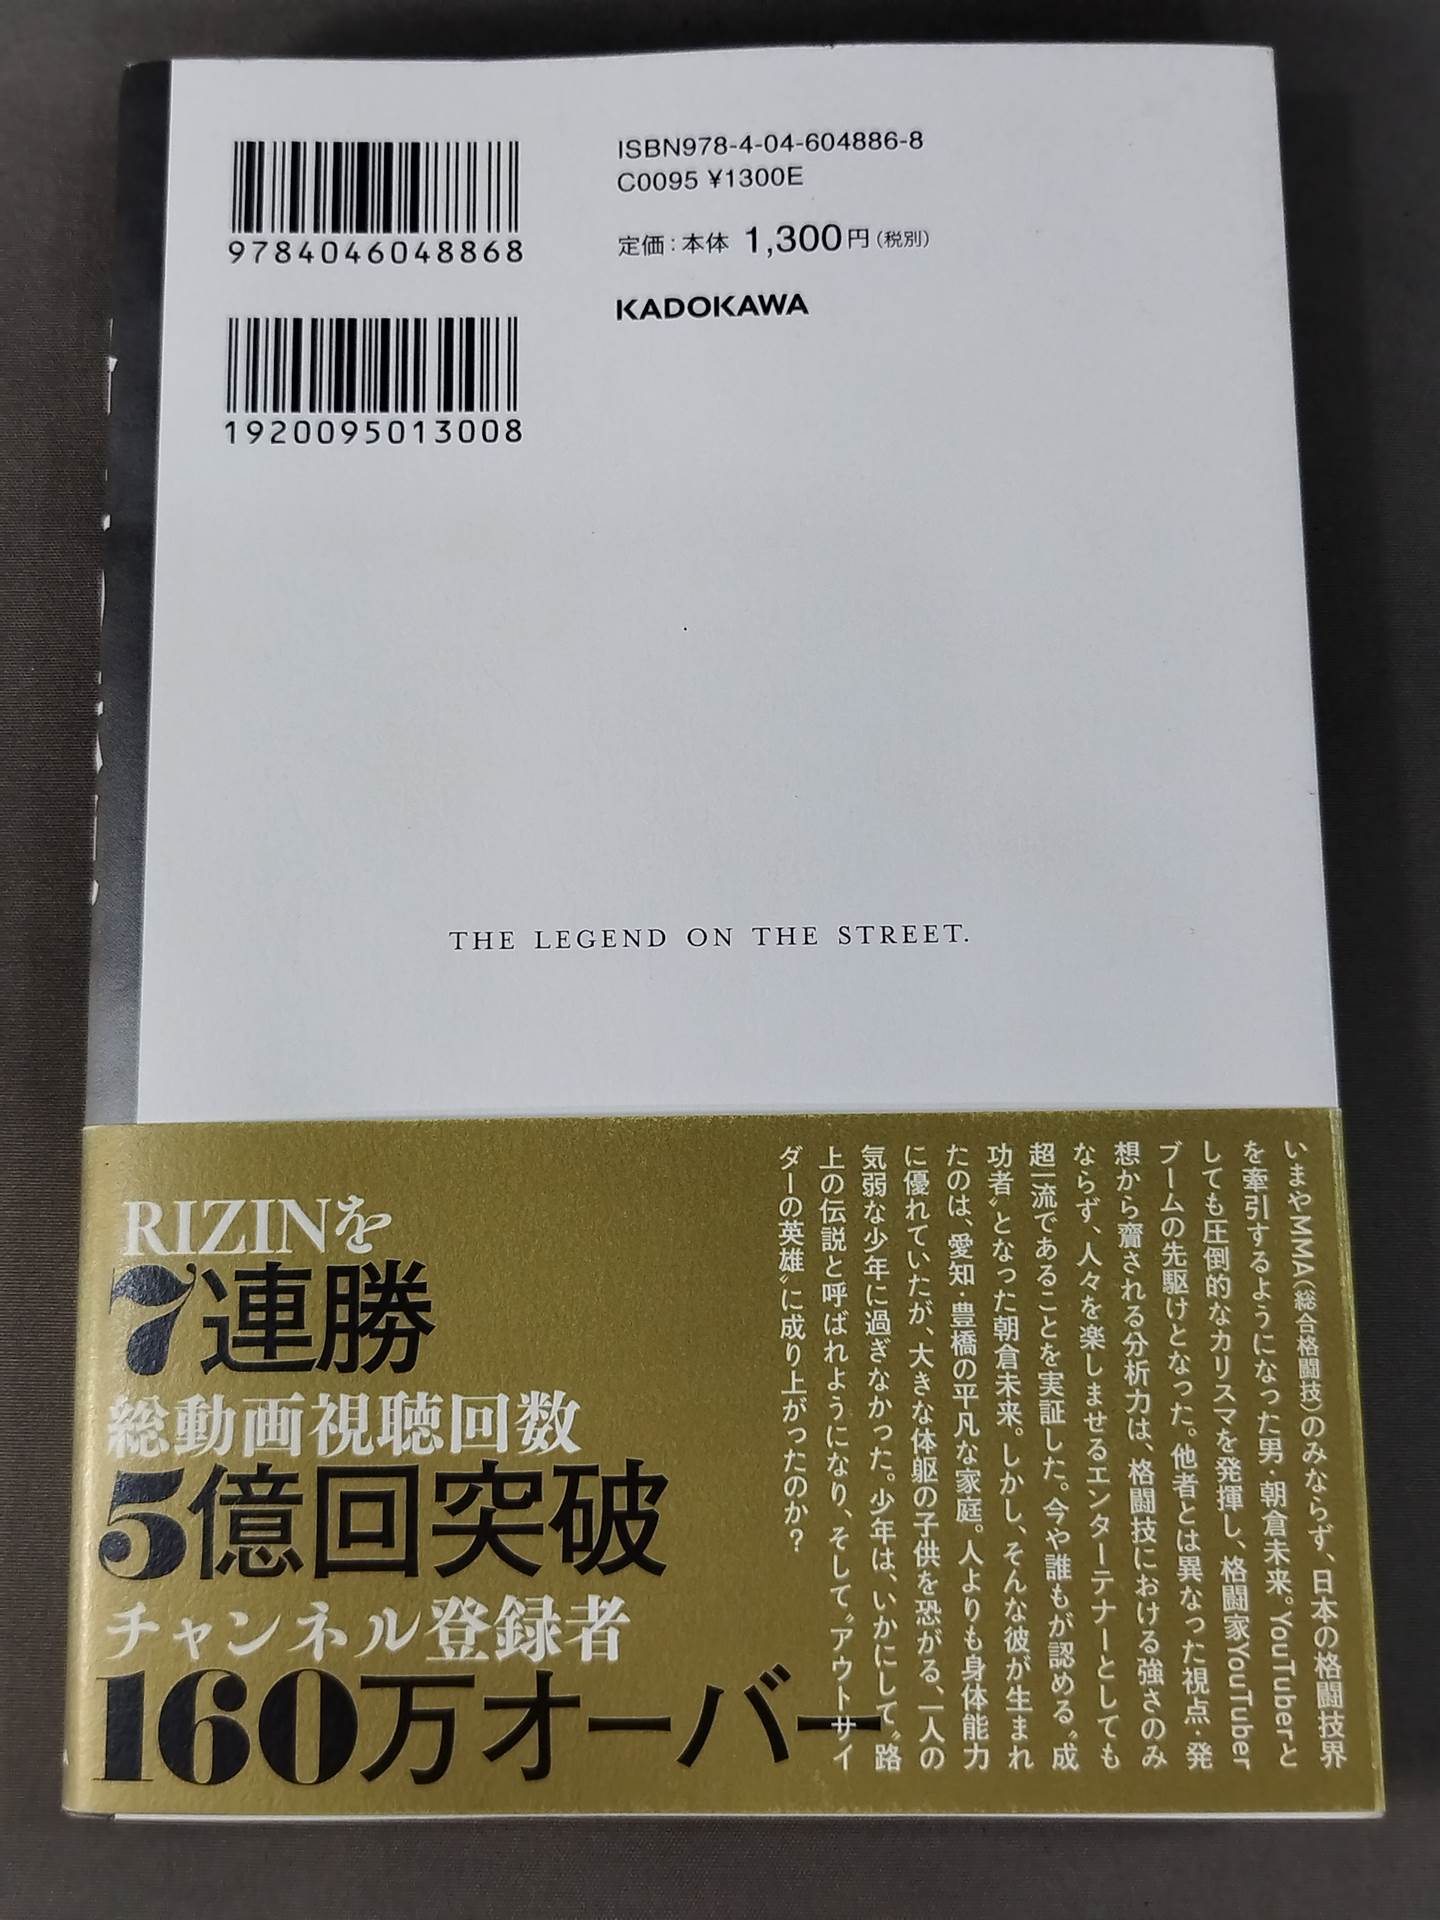 9784046048868
ISBN978-4-04-604886-8
C0095 ¥1300E
定価：本体 1,300円（税別）
KADOKAWA
1920095013008
THE LEGEND ON THE STREET.
RIZINを
7連勝
総動画視聴回数
5億回突破
チャンネル登録者
160万オーバー
いまやMMA（総合格闘技）のみならず、日本の格闘技界
を牽引するようになった男・朝倉未来。YouTuberと
しても圧倒的なカリスマを発揮し、格闘家YouTuber
ブームの先駆けとなった。他者とは異なった視点・発
想から齎される分析力は、格闘技における強さのみ
ならず、人々を楽しませるエンターテナーとしても
超一流であることを実証した。今や誰もが認める〝成
功者〟となった朝倉未来。しかし、そんな彼が生まれ
たのは、愛知・豊橋の平凡な家庭。人よりも身体能力
に優れていたが、大きな体躯の子供を恐がる、一人の
気弱な少年に過ぎなかった。少年は、いかにして〝路
上の伝説と呼ばれようになり、そして〝アウトサイ
ダーの英雄〟に成り上がったのか？